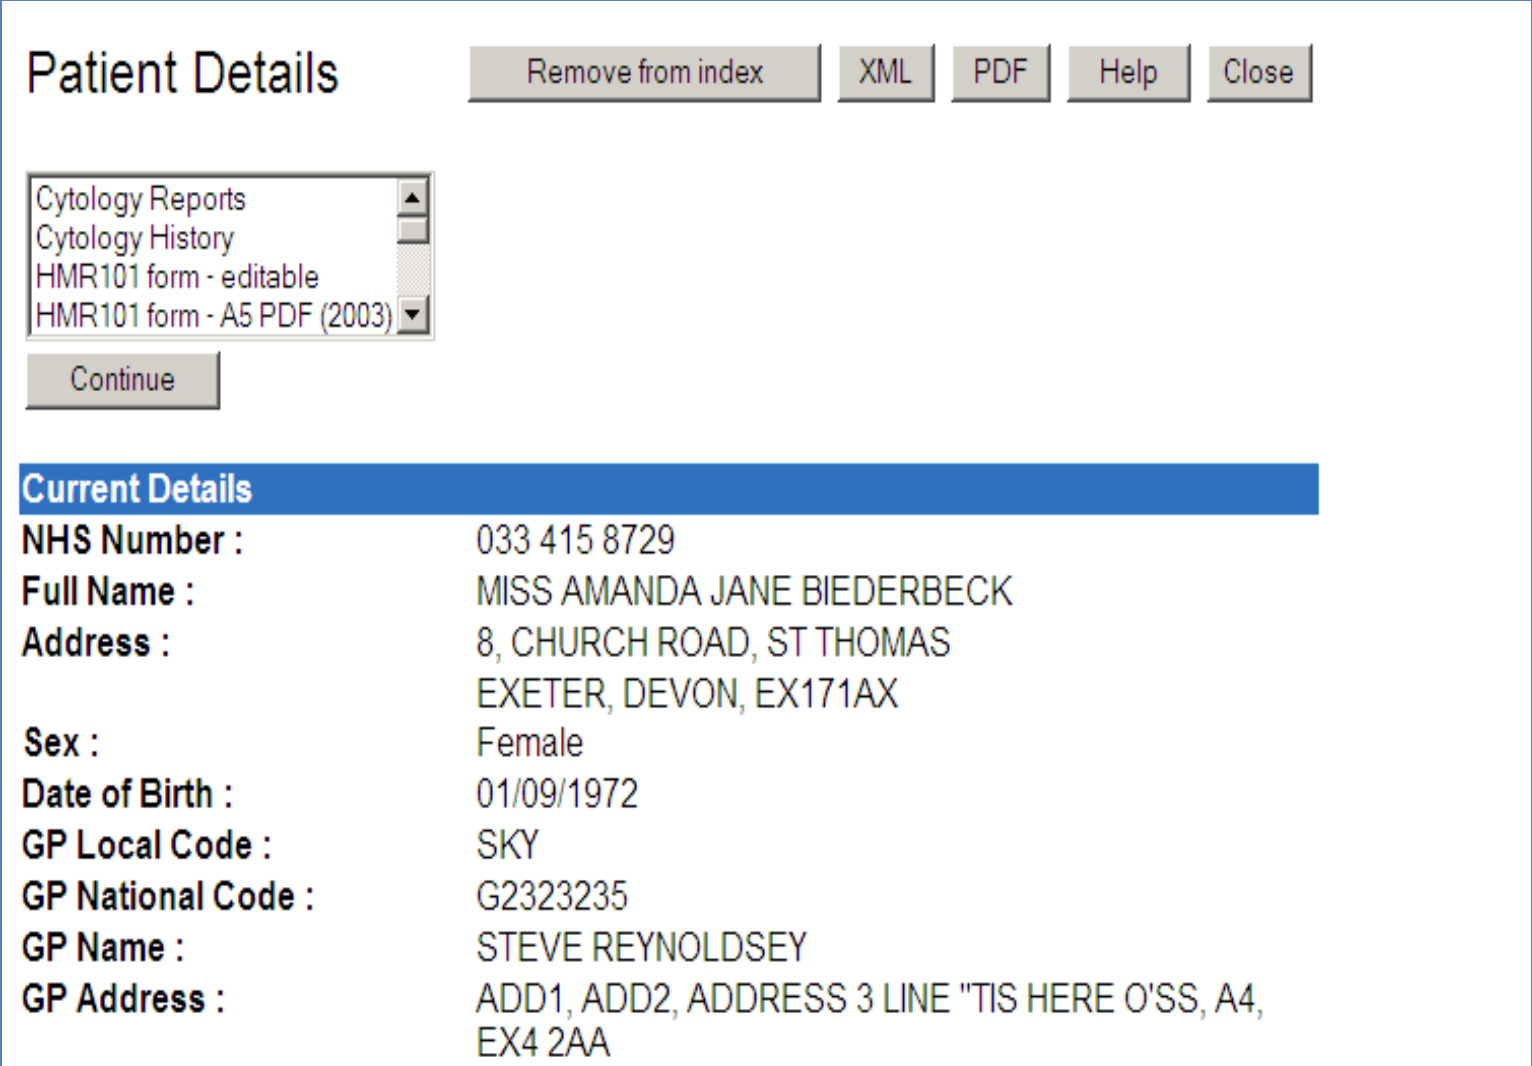 Patient Details
Remove from index
XML
PDF
Help
Close
Cytology Reports
Cytology History
HMR101 form - editable
HMR101 form - A5 PDF (2003)
Continue
Current Details
NHS Number : 033 415 8729
Full Name : MISS AMANDA JANE BIEDERBECK
Address : 8, CHURCH ROAD, ST THOMAS
EXETER, DEVON, EX171AX
Sex : Female
Date of Birth : 01/09/1972
GP Local Code : SKY
GP National Code : G2323235
GP Name : STEVE REYNOLDSEY
GP Address : ADD1, ADD2, ADDRESS 3 LINE "TIS HERE O'SS, A4,
EX4 2AA